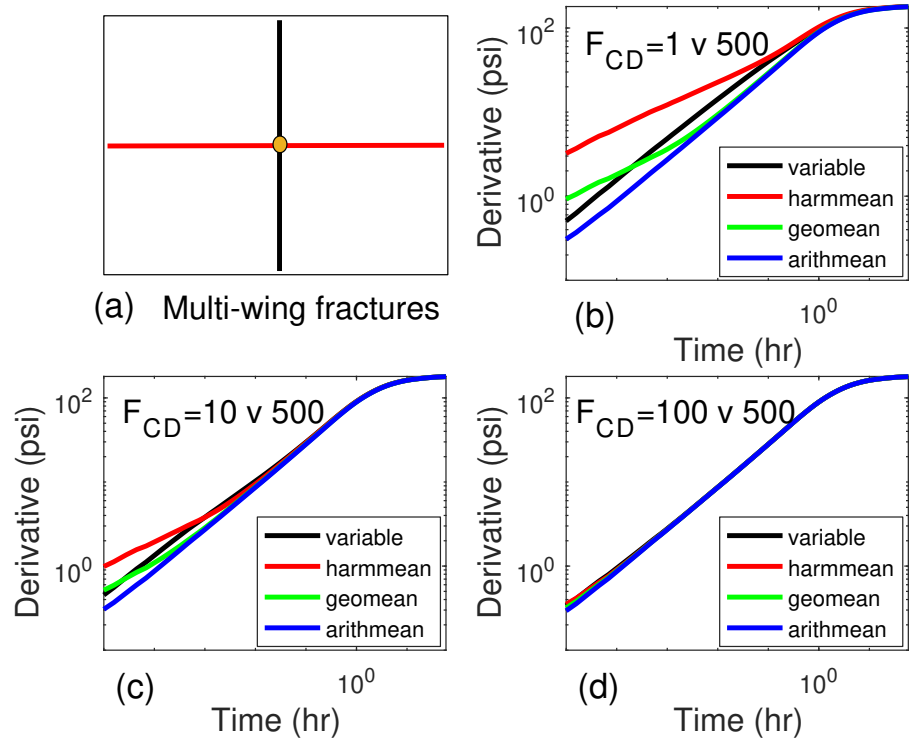 (a) Multi-wing fractures
F_CD=1 v 500
Derivative (psi)
10^2
10^0
variable
harmmean
geomean
arithmean
10^0
(b)
Time (hr)
F_CD=10 v 500
Derivative (psi)
10^2
10^0
variable
harmmean
geomean
arithmean
10^0
(c)
Time (hr)
F_CD=100 v 500
Derivative (psi)
10^2
10^0
variable
harmmean
geomean
arithmean
10^0
(d)
Time (hr)